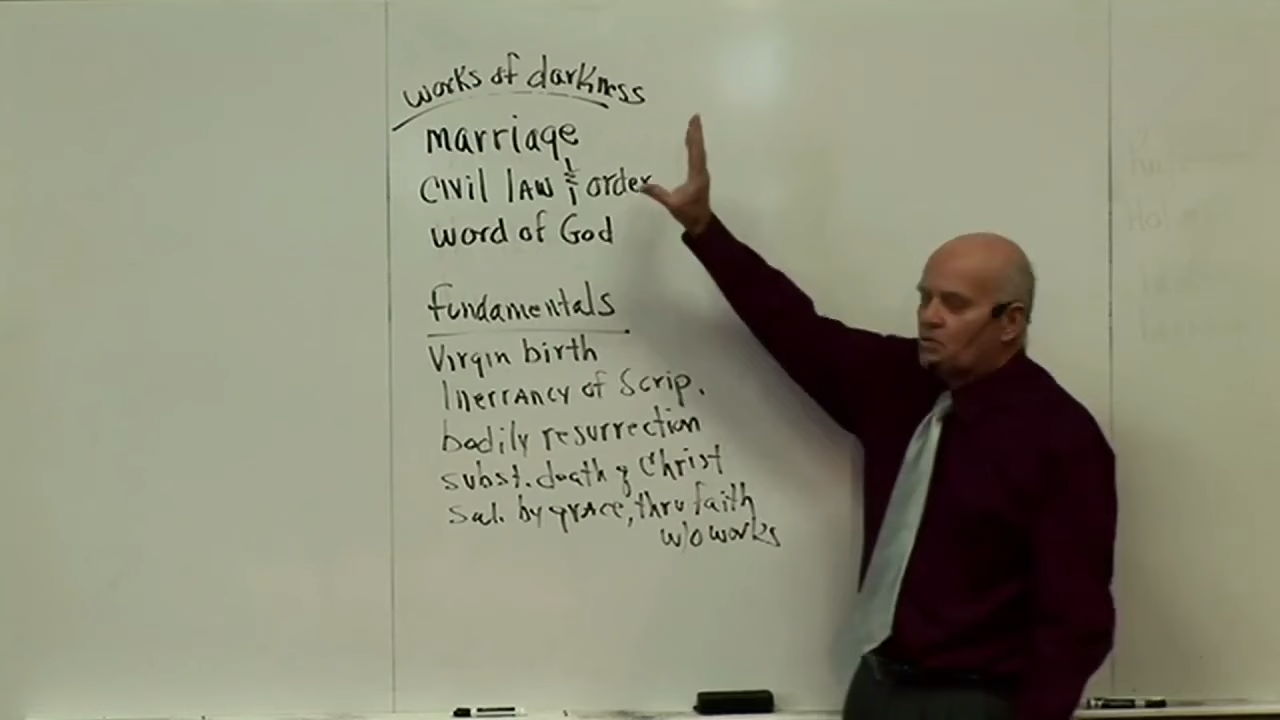 works of darkness
marriage
civil law & order
word of God
fundamentals
Virgin birth
Inerrancy of Scrip.
bodily resurrection
subst. death of Christ
Sal. by grace, thru faith
w/o works